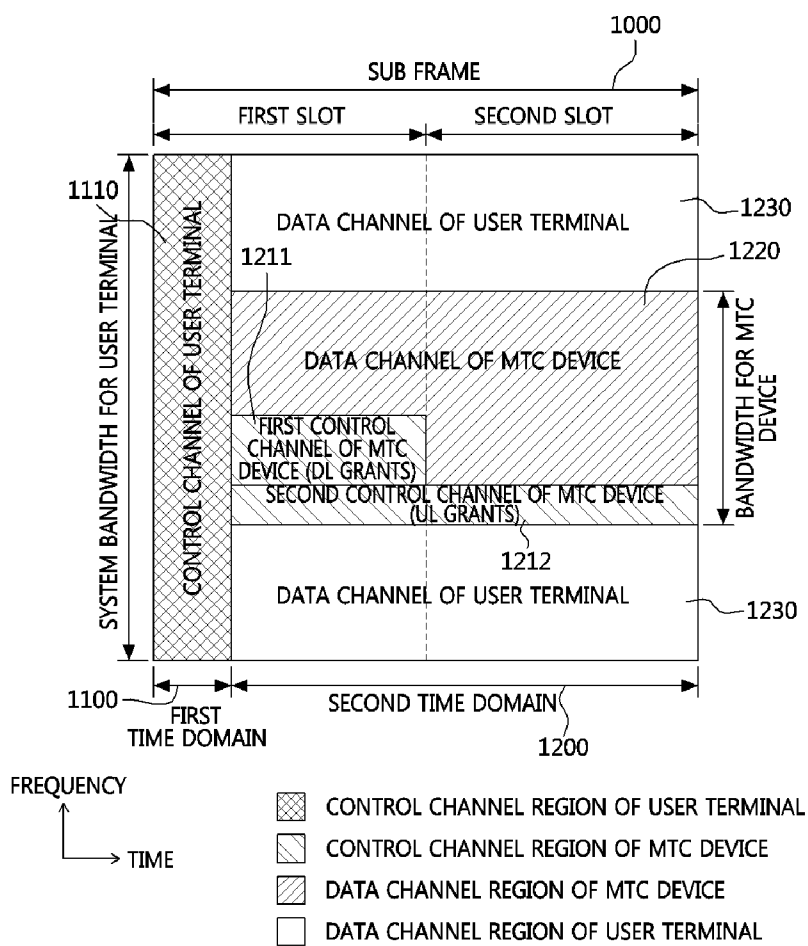 1000
SUB FRAME
FIRST SLOT
SECOND SLOT
1110
SYSTEM BANDWIDTH FOR USER TERMINAL
CONTROL CHANNEL OF USER TERMINAL
DATA CHANNEL OF USER TERMINAL
1230
1211
1220
DATA CHANNEL OF MTC DEVICE
BANDWIDTH FOR MTC
DEVICE
FIRST CONTROL
CHANNEL OF MTC
DEVICE (DL GRANTS)
SECOND CONTROL CHANNEL OF MTC DEVICE
(UL GRANTS)
1212
DATA CHANNEL OF USER TERMINAL
1230
1100
FIRST
TIME DOMAIN
SECOND TIME DOMAIN
1200
FREQUENCY
TIME
CONTROL CHANNEL REGION OF USER TERMINAL
CONTROL CHANNEL REGION OF MTC DEVICE
DATA CHANNEL REGION OF MTC DEVICE
DATA CHANNEL REGION OF USER TERMINAL